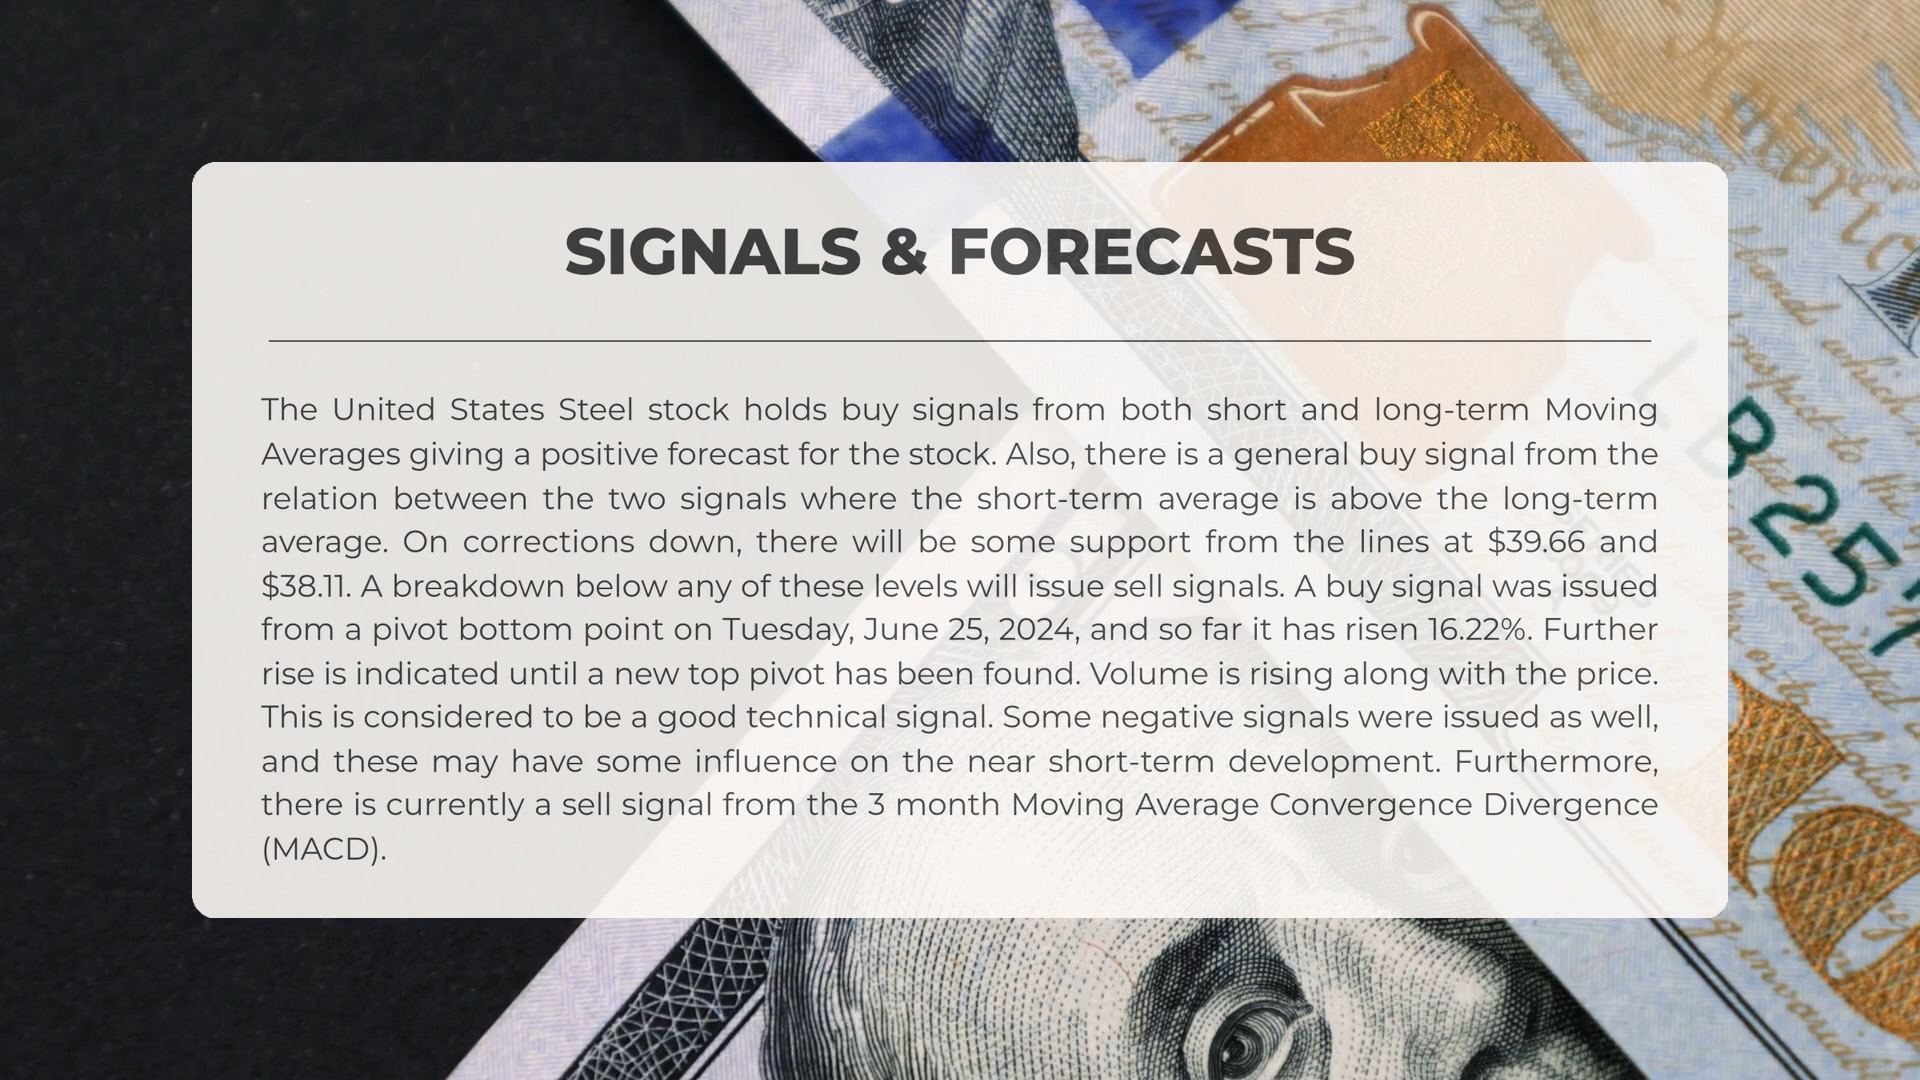 SIGNALS & FORECASTS
The United States Steel stock holds buy signals from both short and long-term Moving
Averages giving a positive forecast for the stock. Also, there is a general buy signal from the
relation between the two signals where the short-term average is above the long-term
average. On corrections down, there will be some support from the lines at $39.66 and
$38.11. A breakdown below any of these levels will issue sell signals. A buy signal was issued
from a pivot bottom point on Tuesday, June 25, 2024, and so far it has risen 16.22%. Further
rise is indicated until a new top pivot has been found. Volume is rising along with the price.
This is considered to be a good technical signal. Some negative signals were issued as well,
and these may have some influence on the near short-term development. Furthermore,
there is currently a sell signal from the 3 month Moving Average Convergence Divergence
(MACD).